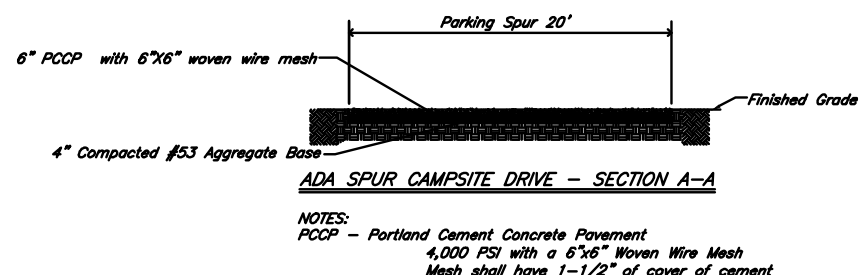 Parking Spur 20'
6" PCCP with 6"X6" woven wire mesh
Finished Grade
4" Compacted #53 Aggregate Base
ADA SPUR CAMPSITE DRIVE - SECTION A-A
NOTES:
PCCP - Portland Cement Concrete Pavement
4,000 PSI with a 6"x6" Woven Wire Mesh
Mesh shall have 1-1/2" of cover of cement